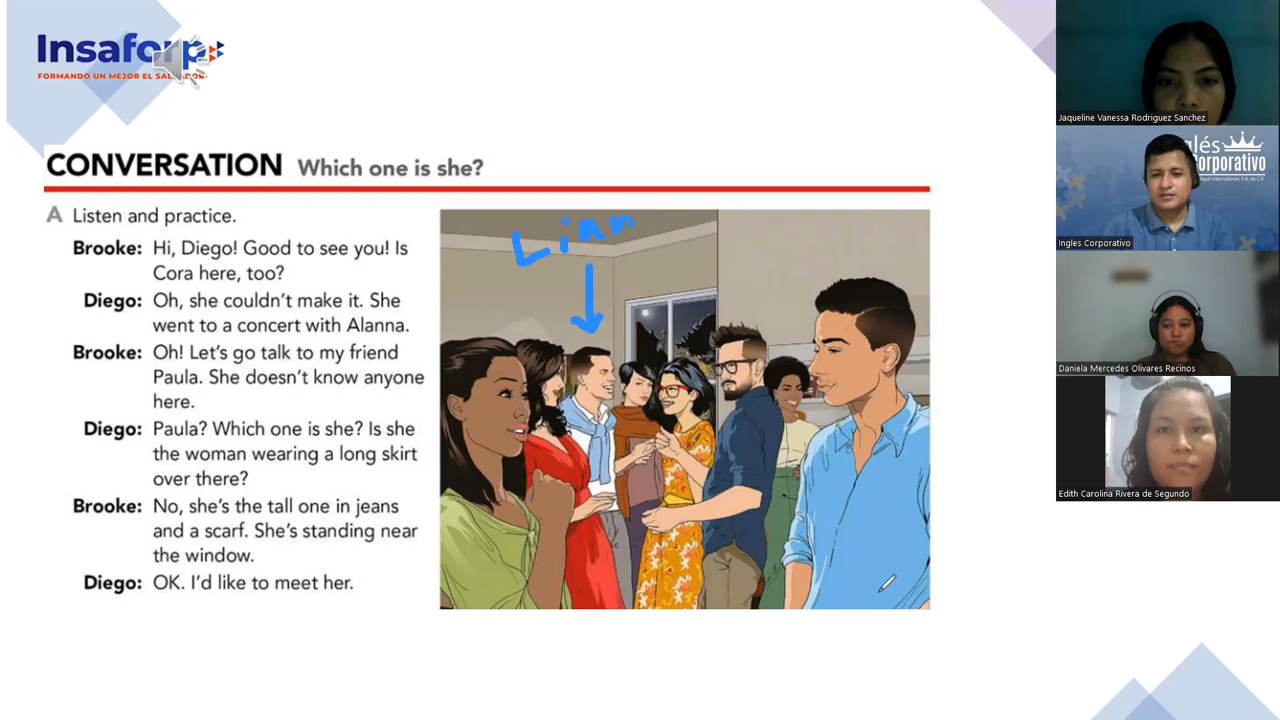 Insaforp
FORMANDO UN MEJOR EL SALVADOR
CONVERSATION Which one is she?
A Listen and practice.
Brooke: Hi, Diego! Good to see you! Is
Cora here, too?
Diego: Oh, she couldn't make it. She
went to a concert with Alanna.
Brooke: Oh! Let's go talk to my friend
Paula. She doesn't know anyone
here.
Diego: Paula? Which one is she? Is she
the woman wearing a long skirt
over there?
Brooke: No, she's the tall one in jeans
and a scarf. She's standing near
the window.
Diego: OK. I'd like to meet her.
Jaqueline Vanessa Rodriguez Sanchez
Corporativo
Ingles Corporativo
Daniela Mercedes Olivares Recinos
Edith Carolina Rivera de Segundo